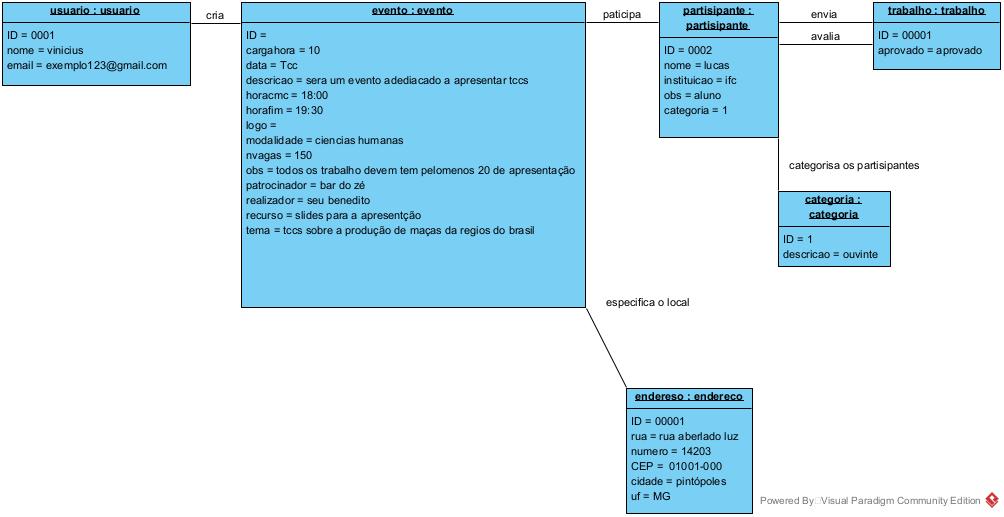 usuario : usuario
ID = 0001
nome = vinicius
email = exemplo123@gmail.com
cria
evento : evento
ID =
cargahora = 10
data = Tcc
descricao = sera um evento adediacado a apresentar tccs
horacmc = 18:00
horafim = 19:30
logo =
modalidade = ciencias humanas
nvagas = 150
obs = todos os trabalho devem tem pelomenos 20 de apresentação
patrocinador = bar do zé
realizador = seu benedito
recurso = slides para a apresentção
tema = tccs sobre a produção de maças da regios do brasil
paticipa
partisipante :
partisipante
ID = 0002
nome = lucas
instituicao = ifc
obs = aluno
categoria = 1
envia
avalia
trabalho : trabalho
ID = 00001
aprovado = aprovado
categorisa os partisipantes
categoria :
categoria
ID = 1
descricao = ouvinte
especifica o local
endereso : endereco
ID = 00001
rua = rua aberlado luz
numero = 14203
CEP = 01001-000
cidade = pintópoles
uf = MG
Powered By Visual Paradigm Community Edition